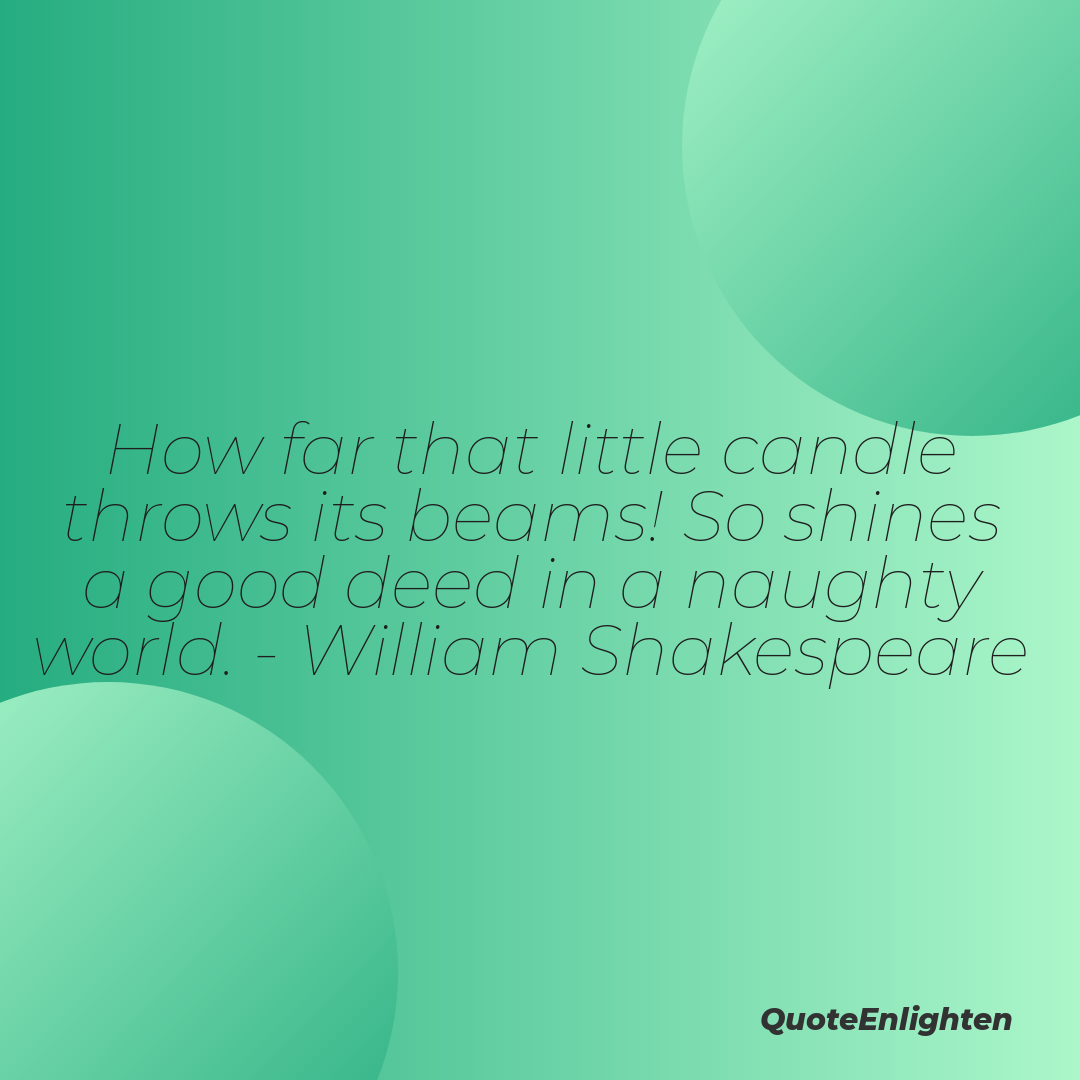 How far that little candle
throws its beams! So shines
a good deed in a naughty
world. - William Shakespeare
QuoteEnlighten